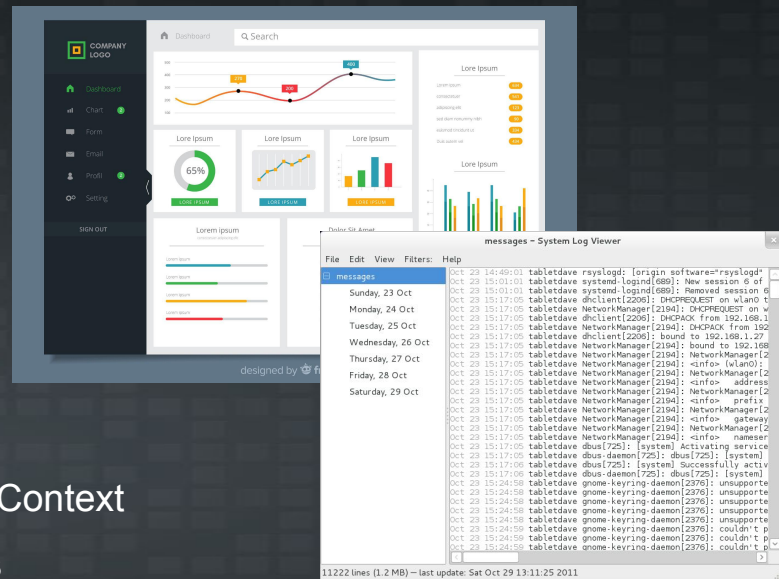 COMPANY
LOGO
Dashboard
Search
Dashboard
Chart 2
Form
Email
Profil 2
Setting
SIGN OUT
400
200
Lore Ipsum
Lore Ipsum
65%
LORE IPSUM
Lore Ipsum
LORE IPSUM
Lore Ipsum
LORE IPSUM
Lore Ipsum
Lorem ipsum
Lorem ipsum
Lorem ipsum
Lorem ipsum
Lorem ipsum
Dolor Sit Amet
designed by
messages – System Log Viewer
File Edit View Filters: Help
messages
Sunday, 23 Oct
Monday, 24 Oct
Tuesday, 25 Oct
Wednesday, 26 Oct
Thursday, 27 Oct
Friday, 28 Oct
Saturday, 29 Oct
Oct 23 14:49:01 tabletdave rsyslogd: [origin software="rsyslogd"
Oct 23 15:01:01 tabletdave systemd-logind[689]: New session 6 of
Oct 23 15:01:01 tabletdave systemd-logind[689]: Removed session 6
Oct 23 15:17:05 tabletdave dhclient[2206]: DHCPREQUEST on wlan0 t
Oct 23 15:17:05 tabletdave NetworkManager[2194]: DHCPREQUEST on w
Oct 23 15:17:05 tabletdave dhclient[2206]: DHCPACK from 192.168.1
Oct 23 15:17:05 tabletdave NetworkManager[2194]: DHCPACK from 192
Oct 23 15:17:05 tabletdave dhclient[2206]: bound to 192.168.1.27
Oct 23 15:17:05 tabletdave NetworkManager[2194]: bound to 192.168
Oct 23 15:17:05 tabletdave NetworkManager[2194]: NetworkManager[2
Oct 23 15:17:05 tabletdave NetworkManager[2194]: <info> (wlan0):
Oct 23 15:17:05 tabletdave NetworkManager[2194]: NetworkManager[2
Oct 23 15:17:05 tabletdave NetworkManager[2194]: <info> address
Oct 23 15:17:05 tabletdave NetworkManager[2194]: NetworkManager[2
Oct 23 15:17:05 tabletdave NetworkManager[2194]: <info> prefix
Oct 23 15:17:05 tabletdave NetworkManager[2194]: NetworkManager[2
Oct 23 15:17:05 tabletdave NetworkManager[2194]: <info> gateway
Oct 23 15:17:05 tabletdave NetworkManager[2194]: NetworkManager[2
Oct 23 15:17:05 tabletdave NetworkManager[2194]: <info> nameser
Oct 23 15:17:05 tabletdave dbus[725]: [system] Activating service
Oct 23 15:17:05 tabletdave dbus-daemon[725]: dbus[725]: [system]
Oct 23 15:17:06 tabletdave dbus[725]: [system] Successfully activ
Oct 23 15:17:06 tabletdave dbus-daemon[725]: dbus[725]: [system]
Oct 23 15:24:58 tabletdave gnome-keyring-daemon[2376]: unsupporte
Oct 23 15:24:58 tabletdave gnome-keyring-daemon[2376]: unsupporte
Oct 23 15:24:58 tabletdave gnome-keyring-daemon[2376]: unsupporte
Oct 23 15:24:58 tabletdave gnome-keyring-daemon[2376]: unsupporte
Oct 23 15:24:58 tabletdave gnome-keyring-daemon[2376]: unsupporte
Oct 23 15:24:59 tabletdave gnome-keyring-daemon[2376]: couldn't p
Oct 23 15:24:59 tabletdave gnome-keyring-daemon[2376]: couldn't p
Oct 23 15:24:59 tabletdave gnome-keyring-daemon[2376]: couldn't p
11222 lines (1.2 MB) — last update: Sat Oct 29 13:11:25 2011
Context